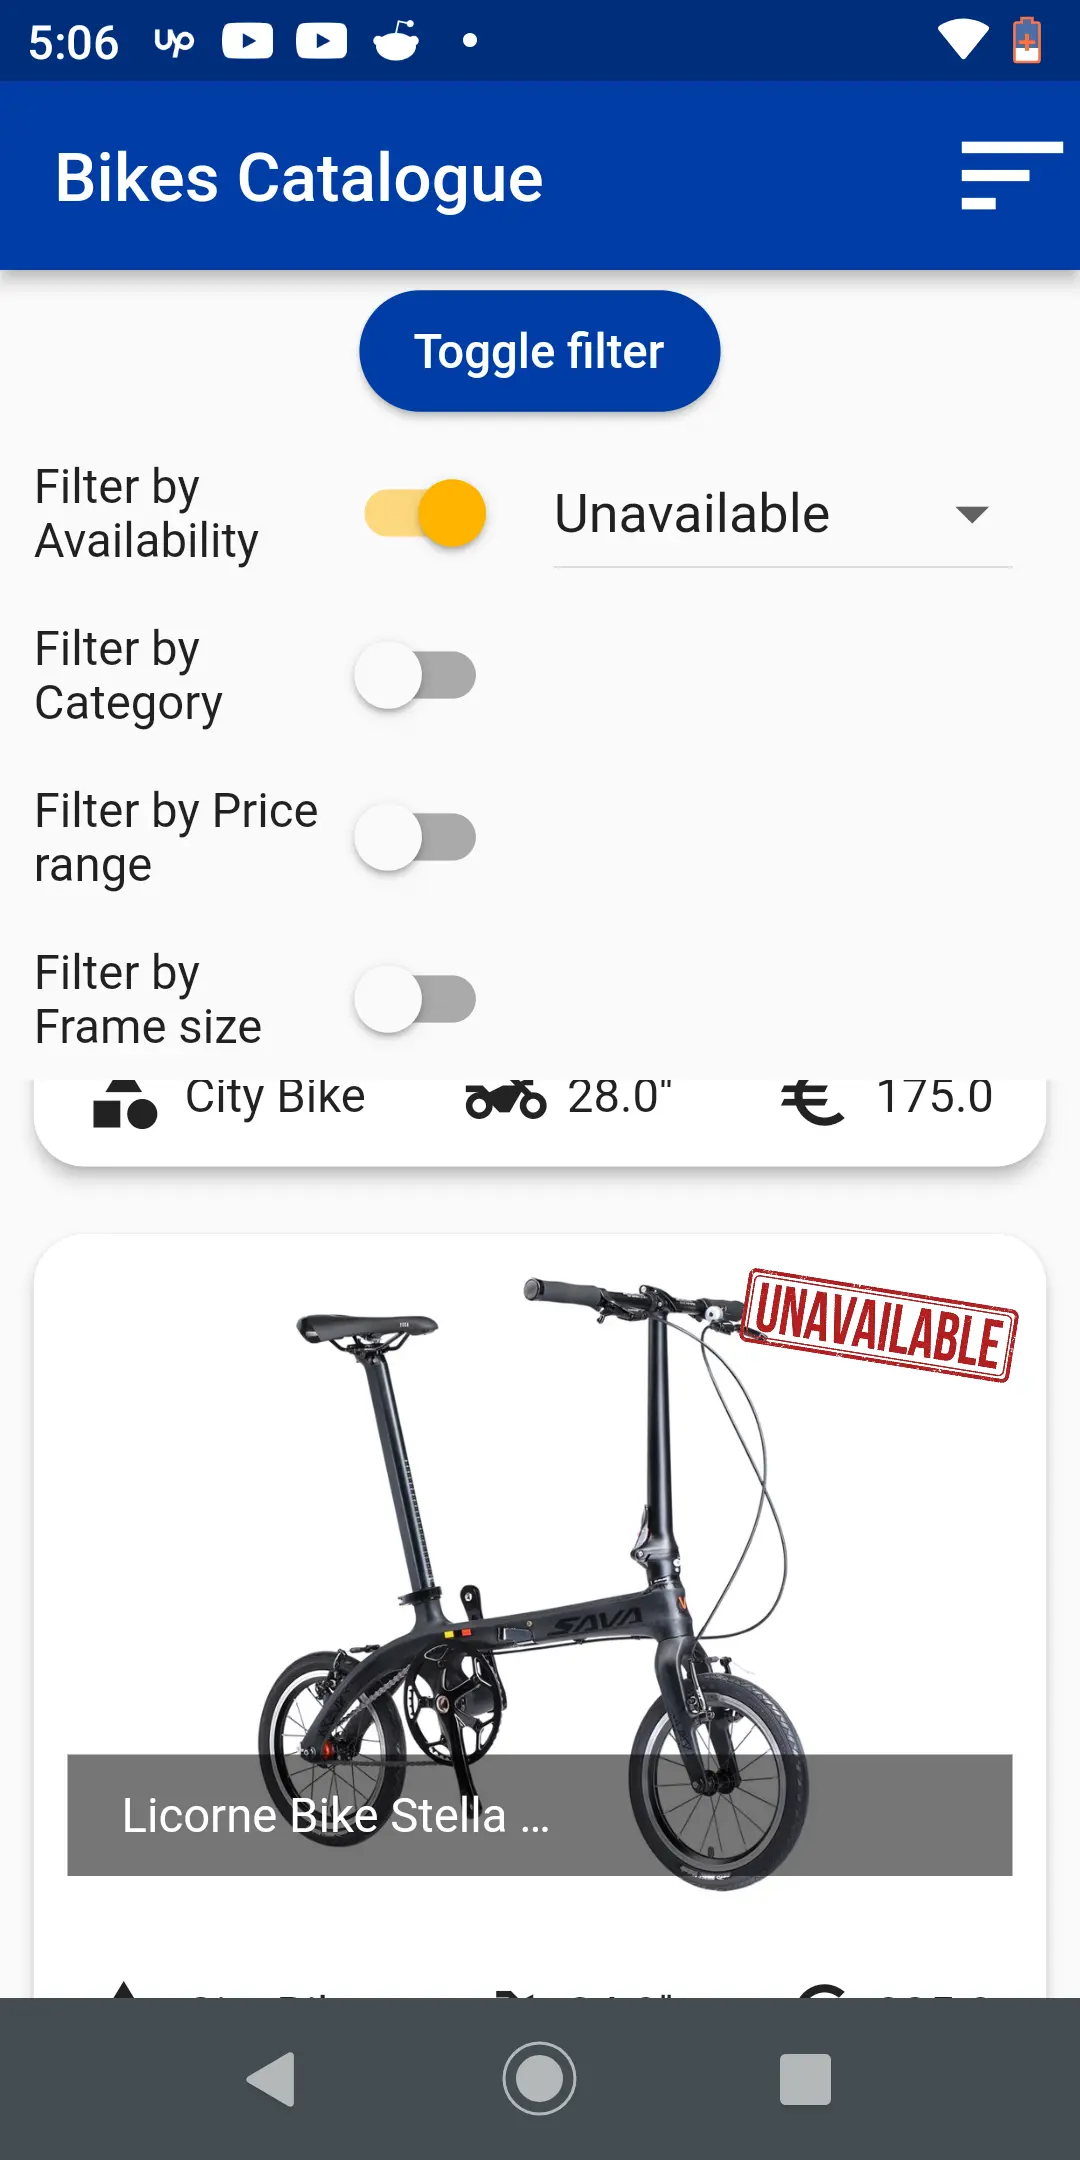 5:06
Bikes Catalogue
Toggle filter
Filter by
Availability
Unavailable
Filter by
Category
Filter by Price
range
Filter by
Frame size
City Bike 28.0" 175.0
UNAVAILABLE
SAVA
Licorne Bike Stella ...